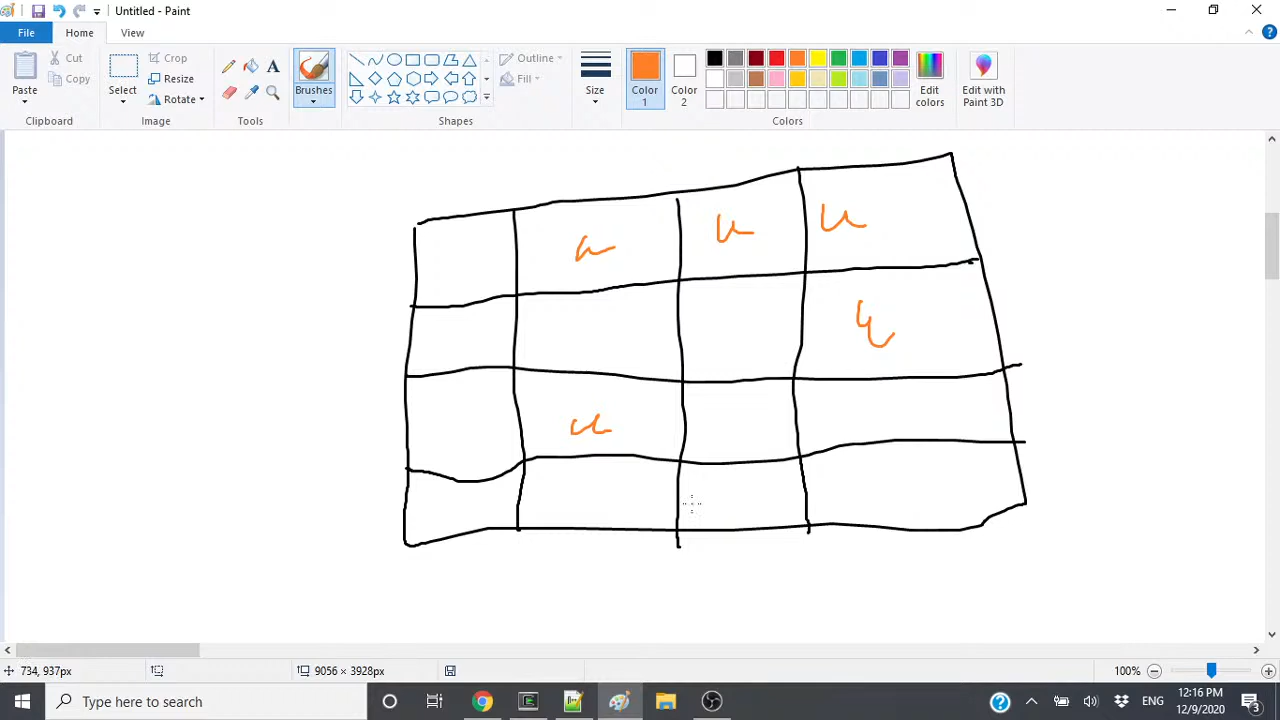 Untitled - Paint
File Home View
Paste Cut Copy Select Crop Resize Rotate Brushes Outline Fill Size Color 1 Color 2 Edit colors Edit with Paint 3D
A
Clipboard Image Tools Shapes Colors
u u u
u
734, 937px 9056 × 3928px 100%
Type here to search ENG 12:16 PM 12/9/2020 3